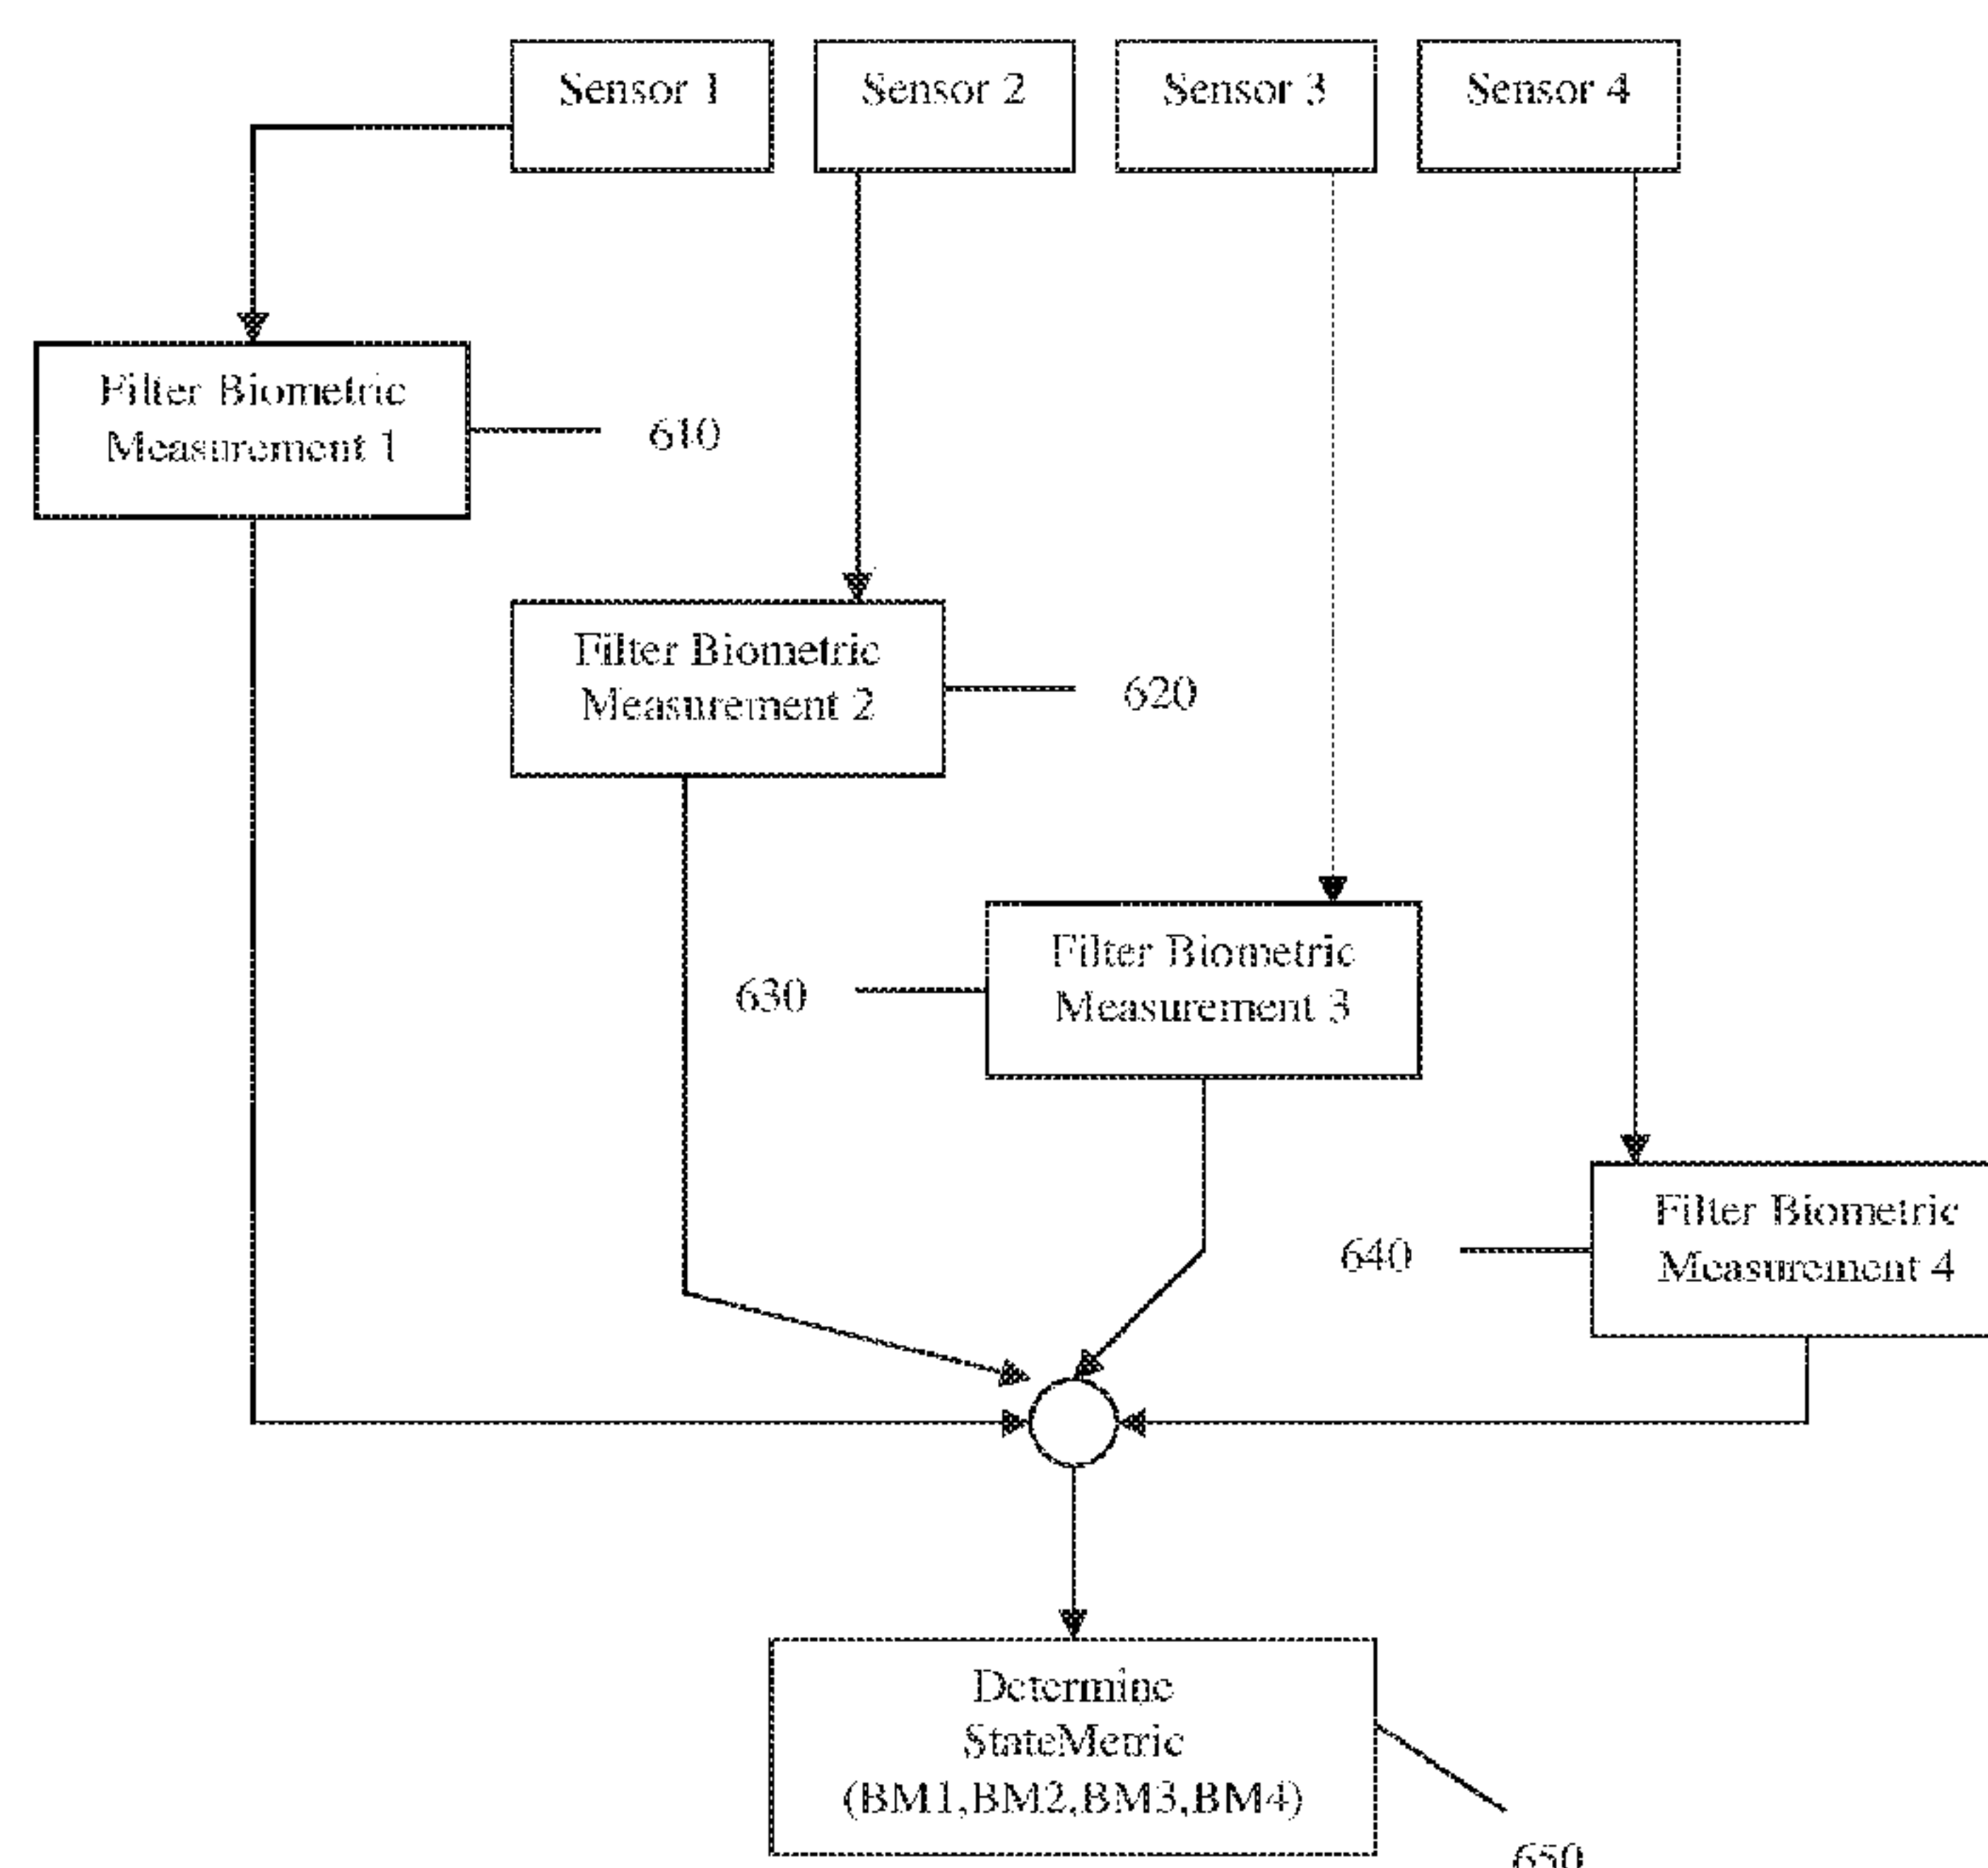 Sensor 1
Sensor 2
Sensor 3
Sensor 4
Filter Biometric
Measurement 1
610
Filter Biometric
Measurement 2
620
Filter Biometric
Measurement 3
630
Filter Biometric
Measurement 4
640
Determine
StateMetric
(BM1,BM2,BM3,BM4)
650